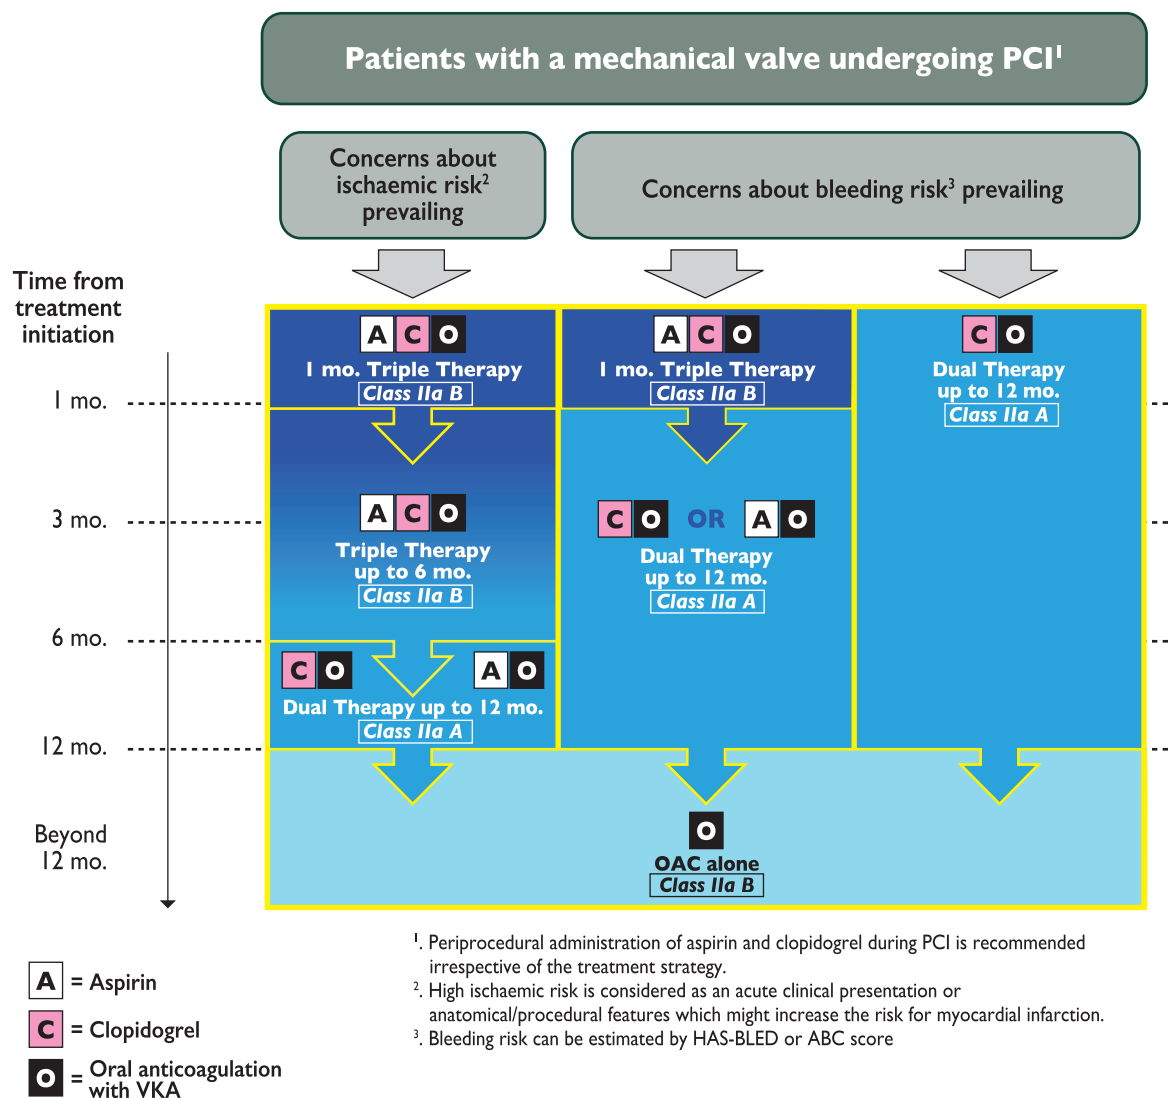 Patients with a mechanical valve undergoing PCI¹
Concerns about
ischaemic risk²
prevailing
Concerns about bleeding risk³ prevailing
Time from
treatment
initiation
A C O
1 mo. Triple Therapy
Class IIa B
A C O
1 mo. Triple Therapy
Class IIa B
C O
Dual Therapy
up to 12 mo.
Class IIa A
1 mo.
3 mo.
A C O
Triple Therapy
up to 6 mo.
Class IIa B
C O OR A O
Dual Therapy
up to 12 mo.
Class IIa A
6 mo.
C O
A O
Dual Therapy up to 12 mo.
Class IIa A
12 mo.
Beyond
12 mo.
O
OAC alone
Class IIa B
A = Aspirin
C = Clopidogrel
O = Oral anticoagulation
with VKA
¹. Periprocedural administration of aspirin and clopidogrel during PCI is recommended
irrespective of the treatment strategy.
². High ischaemic risk is considered as an acute clinical presentation or
anatomical/procedural features which might increase the risk for myocardial infarction.
³. Bleeding risk can be estimated by HAS-BLED or ABC score